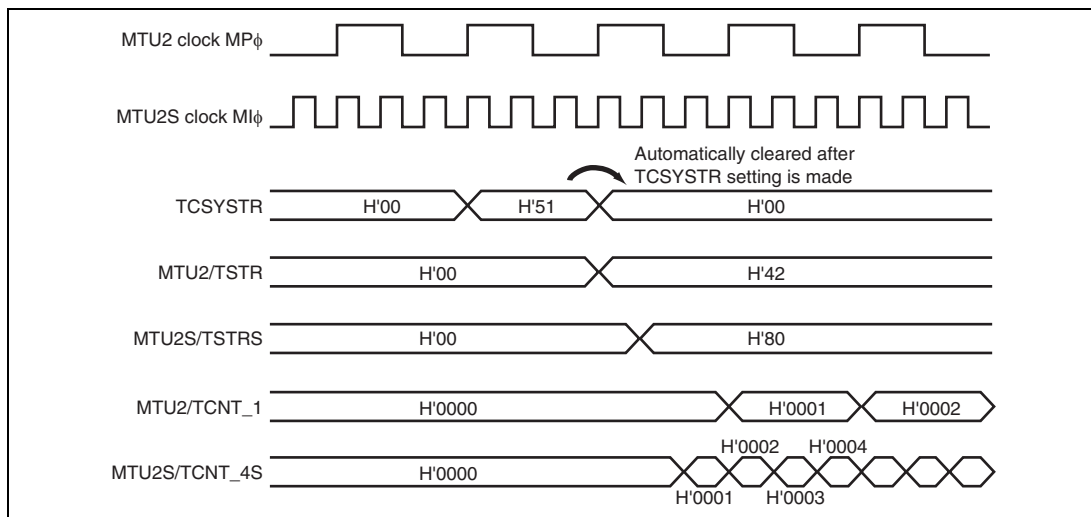 MTU2 clock MPϕ
MTU2S clock MIϕ
Automatically cleared after
TCSYSTR setting is made
TCSYSTR H'00 H'51 H'00
MTU2/TSTR H'00 H'42
MTU2S/TSTRS H'00 H'80
MTU2/TCNT_1 H'0000 H'0001 H'0002
H'0002 H'0004
MTU2S/TCNT_4S H'0000
H'0001 H'0003